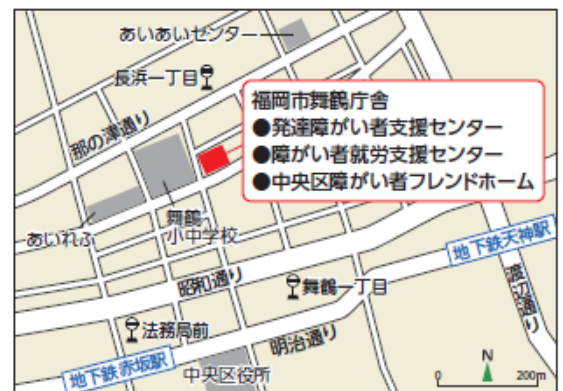 あいあいセンター
長浜一丁目
福岡市舞鶴庁舎
●発達障がい者支援センター
●障がい者就労支援センター
●中央区障がい者フレンドホーム
那の津通り
舞鶴
小中学校
あいれふ
地下鉄天神駅
昭和通り
舞鶴一丁目
渡辺通り
法務局前
明治通り
地下鉄赤坂駅
中央区役所
N
0 200m